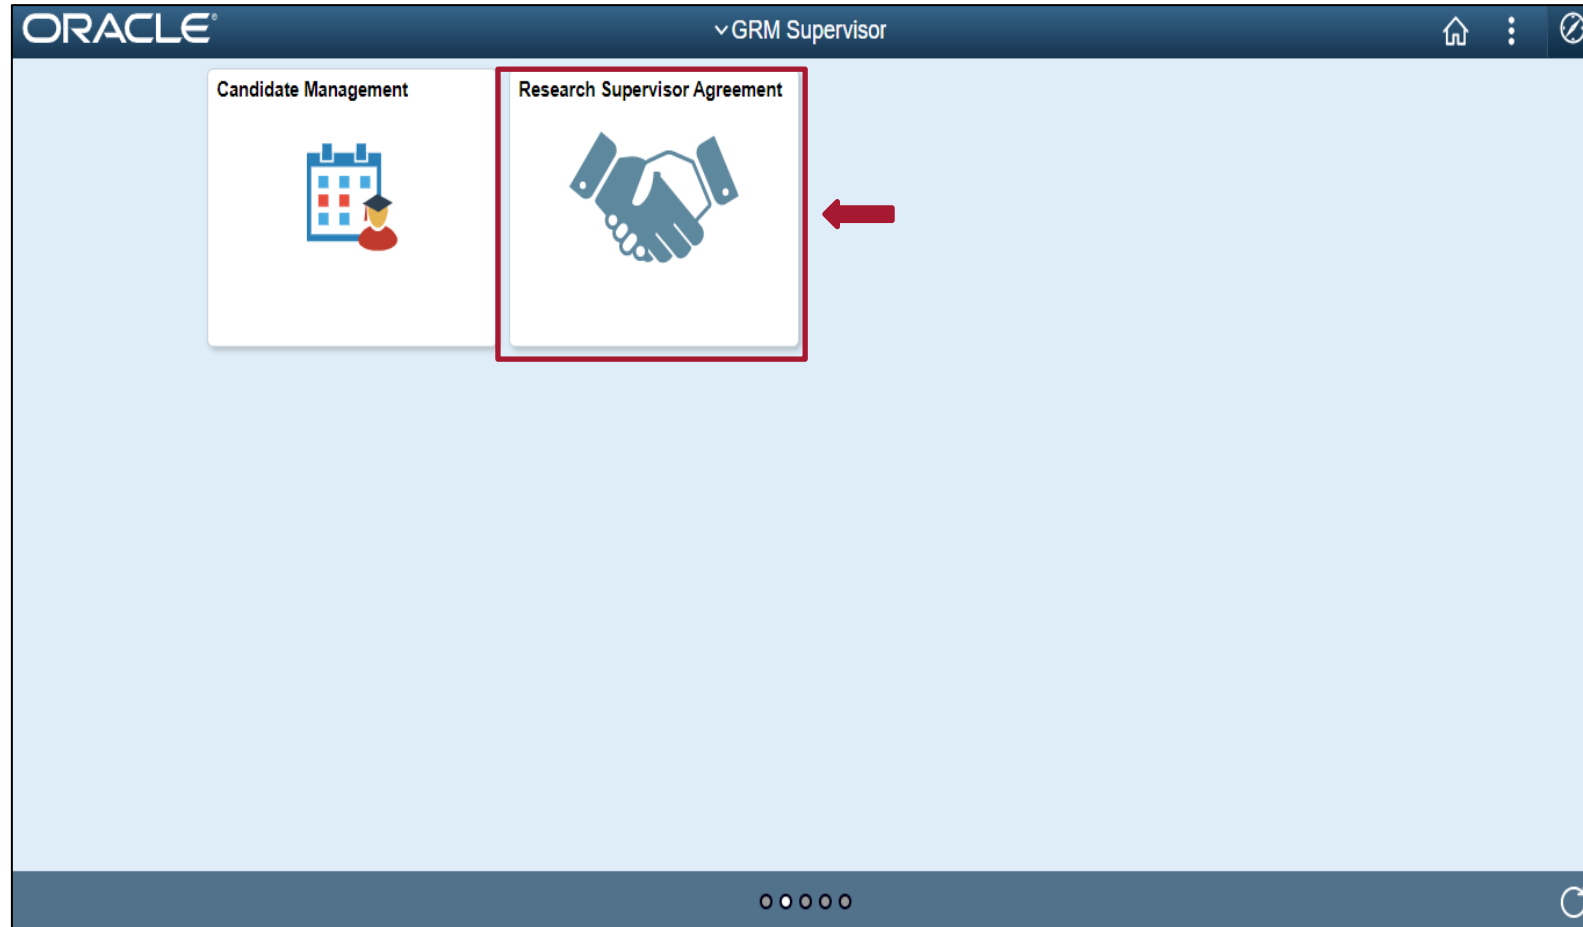 ORACLE
GRM Supervisor
Candidate Management
Research Supervisor Agreement